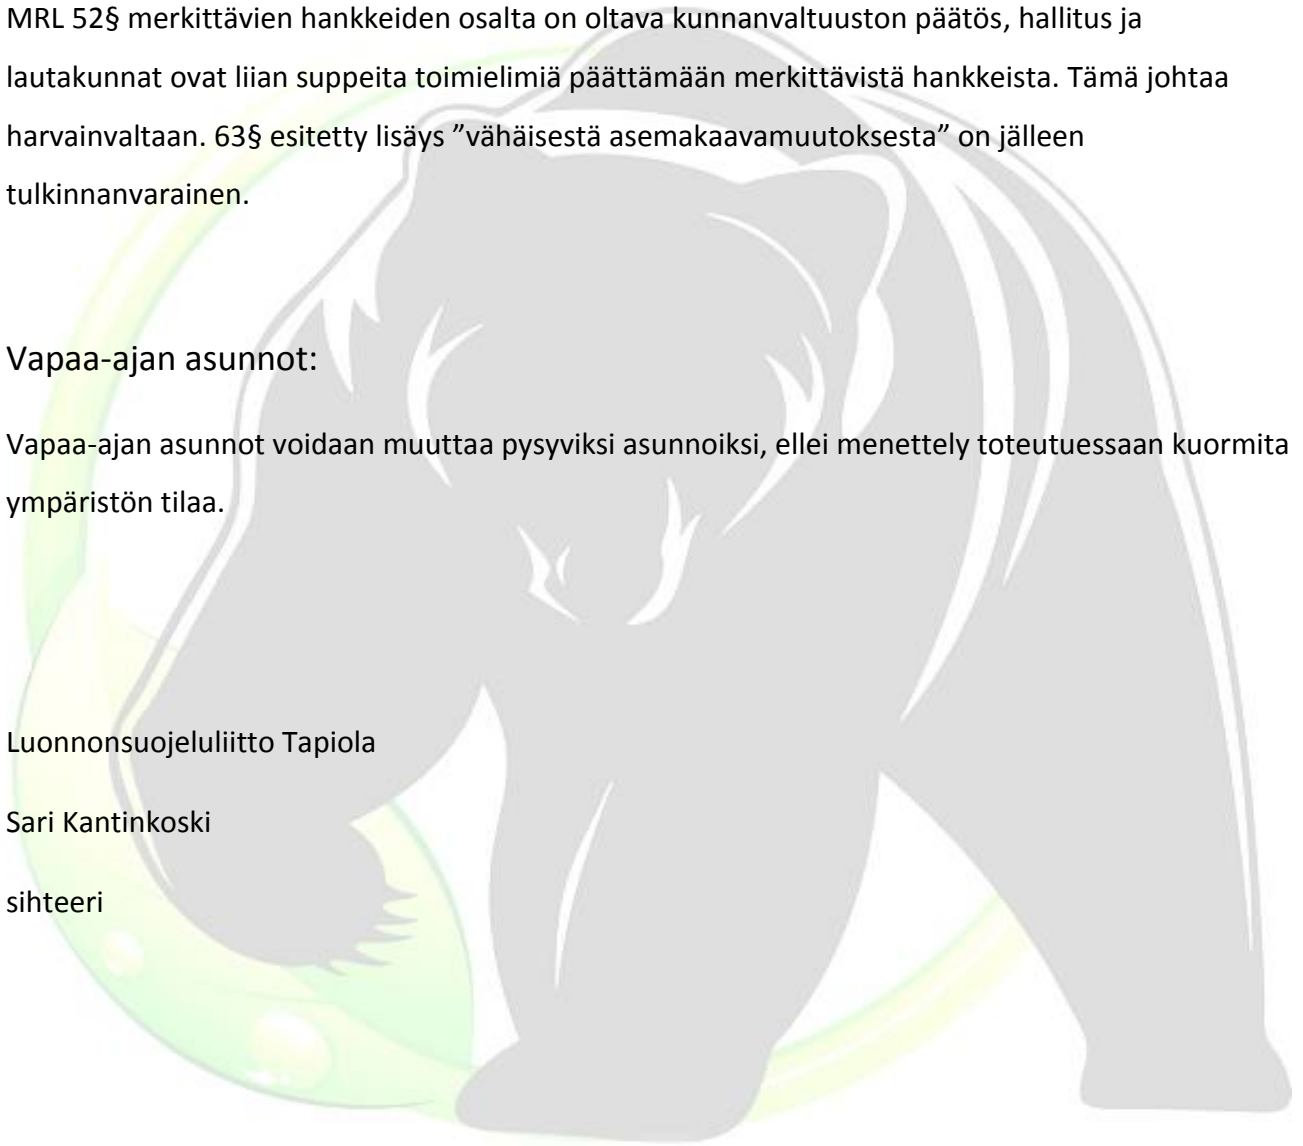 MRL 52§ merkittävien hankkeiden osalta on oltava kunnanvaltuuston päätös, hallitus ja
lautakunnat ovat liian suppeita toimielimiä päättämään merkittävistä hankkeista. Tämä johtaa
harvainvaltaan. 63§ esitetty lisäys ”vähäisestä asemakaavamuutoksesta” on jälleen
tulkinnanvarainen.
Vapaa-ajan asunnot:
Vapaa-ajan asunnot voidaan muuttaa pysyviksi asunnoiksi, ellei menettely toteutuessaan kuormita
ympäristön tilaa.
Luonnonsuojeluliitto Tapiola
Sari Kantinkoski
sihteeri